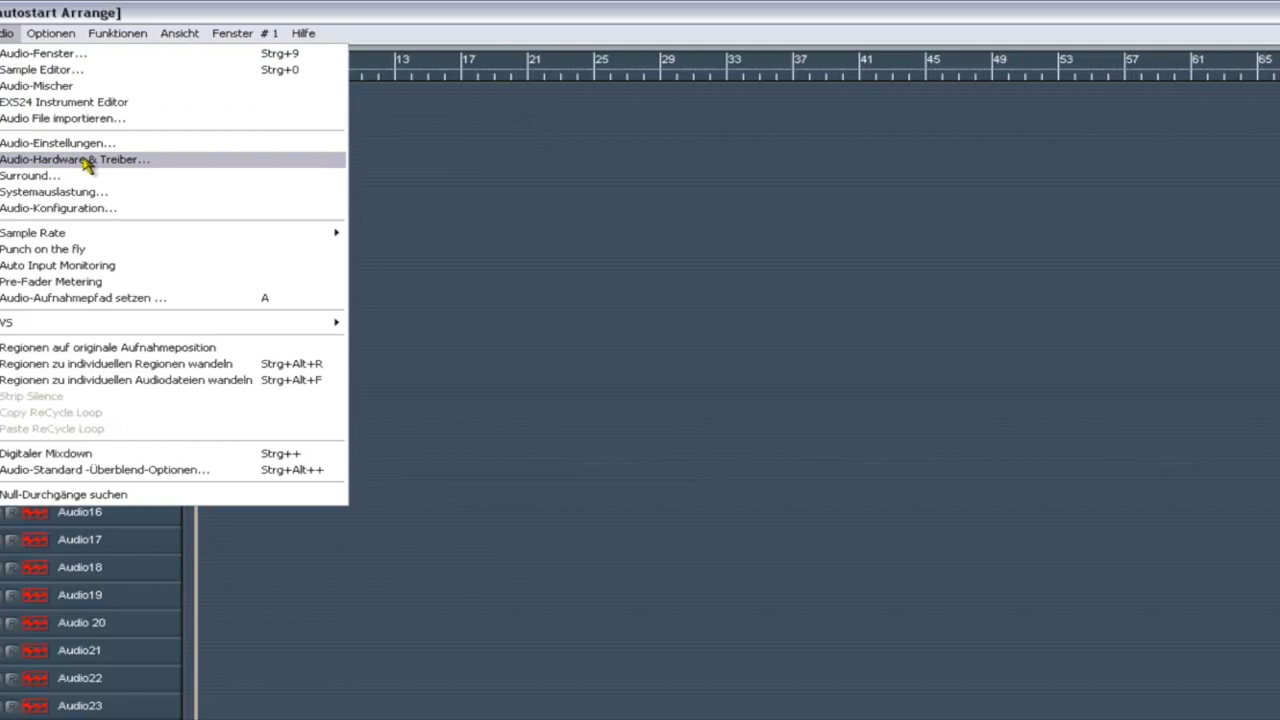 autostart Arrange]
dio Optionen Funktionen Ansicht Fenster # 1 Hilfe
Audio-Fenster... Strg+9
Sample Editor... Strg+0
Audio-Mischer
EXS24 Instrument Editor
Audio File importieren...
Audio-Einstellungen...
Audio-Hardware & Treiber...
Surround...
Systemauslastung...
Audio-Konfiguration...
Sample Rate
Punch on the fly
Auto Input Monitoring
Pre-Fader Metering
Audio-Aufnahmepfad setzen ... A
VS
Regionen auf originale Aufnahmeposition
Regionen zu individuellen Regionen wandeln Strg+Alt+R
Regionen zu individuellen Audiodateien wandeln Strg+Alt+F
Strip Silence
Copy ReCycle Loop
Paste ReCycle Loop
Digitaler Mixdown Strg++
Audio-Standard -Überblend-Optionen... Strg+Alt++
Null-Durchgänge suchen
13 17 21 25 29 33 37 41 45 49 53 57 61 65
Audio16
Audio17
Audio18
Audio19
Audio 20
Audio21
Audio22
Audio23